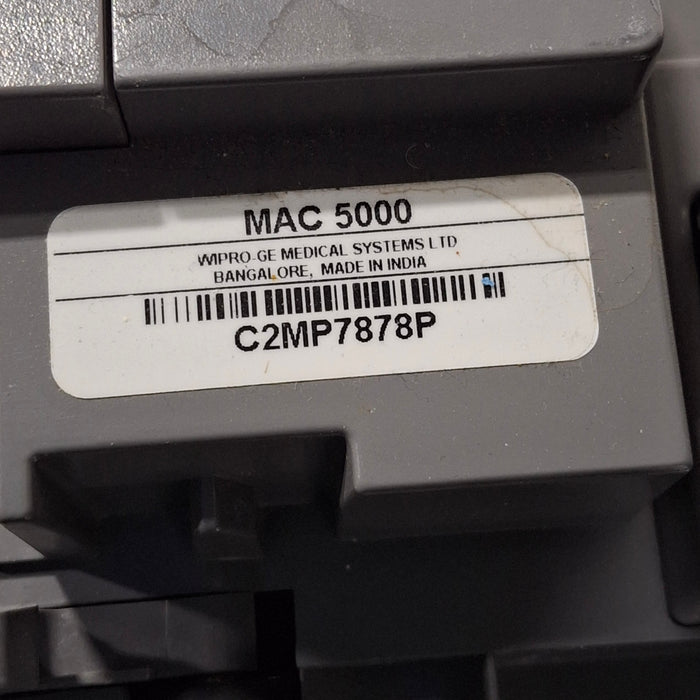 MAC 5000
WIPRO-GE MEDICAL SYSTEMS LTD
BANGALORE, MADE IN INDIA
C2MP7878P